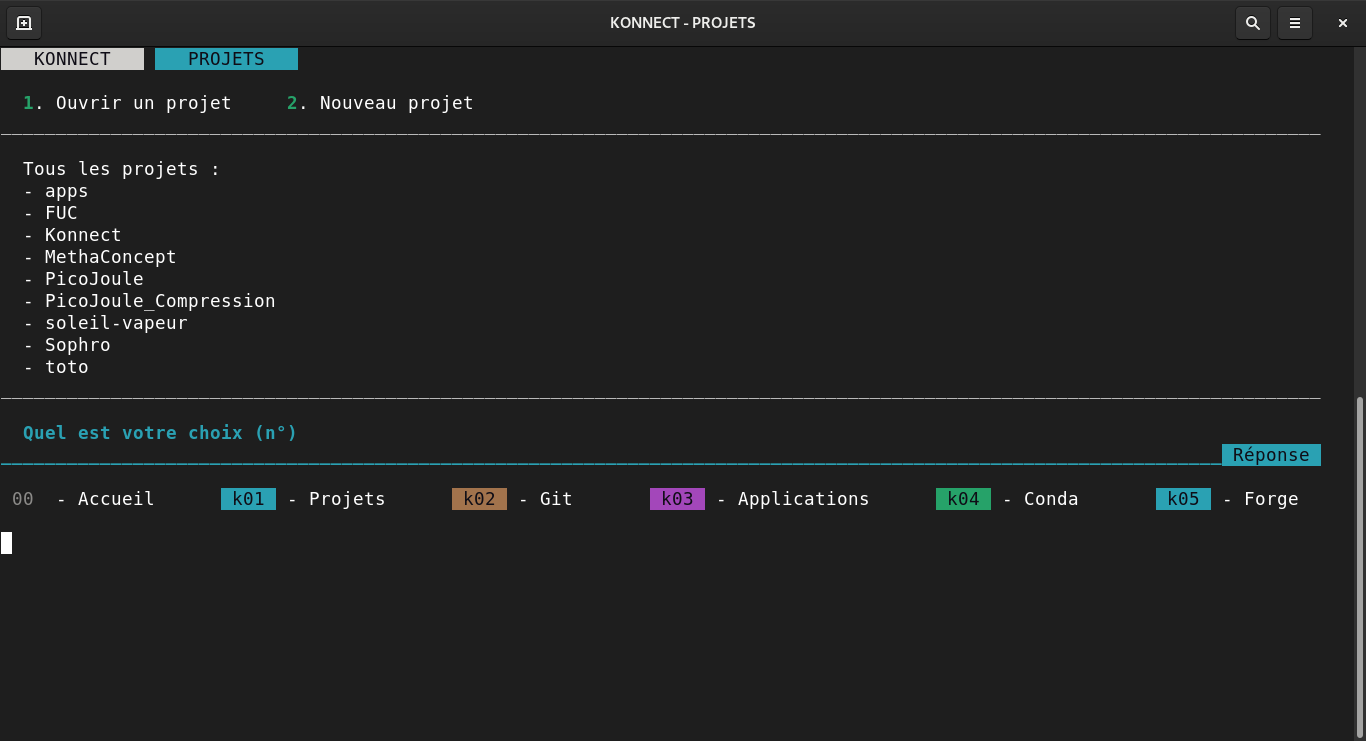 KONNECT - PROJETS
KONNECT PROJETS
1. Ouvrir un projet 2. Nouveau projet
Tous les projets :
- apps
- FUC
- Konnect
- MethaConcept
- PicoJoule
- PicoJoule_Compression
- soleil-vapeur
- Sophro
- toto
Quel est votre choix (n°)
Réponse
00 - Accueil k01 - Projets k02 - Git k03 - Applications k04 - Conda k05 - Forge